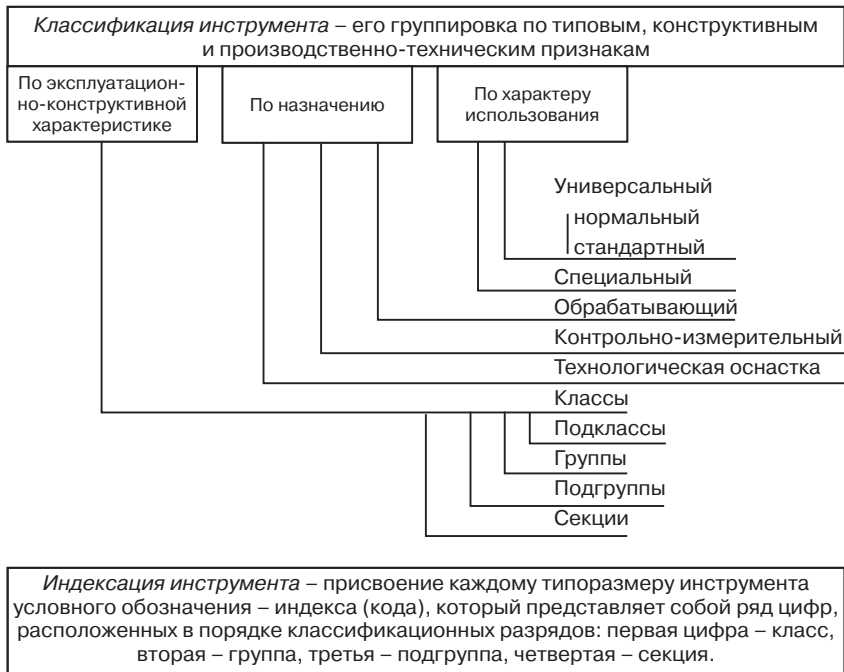 Классификация инструмента – его группировка по типовым, конструктивным
и производственно-техническим признакам
По эксплуатацион-
но-конструктивной
характеристике
По назначению
По характеру
использования
Универсальный
нормальный
стандартный
Специальный
Обрабатывающий
Контрольно-измерительный
Технологическая оснастка
Классы
Подклассы
Группы
Подгруппы
Секции
Индексация инструмента – присвоение каждому типоразмеру инструмента
условного обозначения – индекса (кода), который представляет собой ряд цифр,
расположенных в порядке классификационных разрядов: первая цифра – класс,
вторая – группа, третья – подгруппа, четвертая – секция.